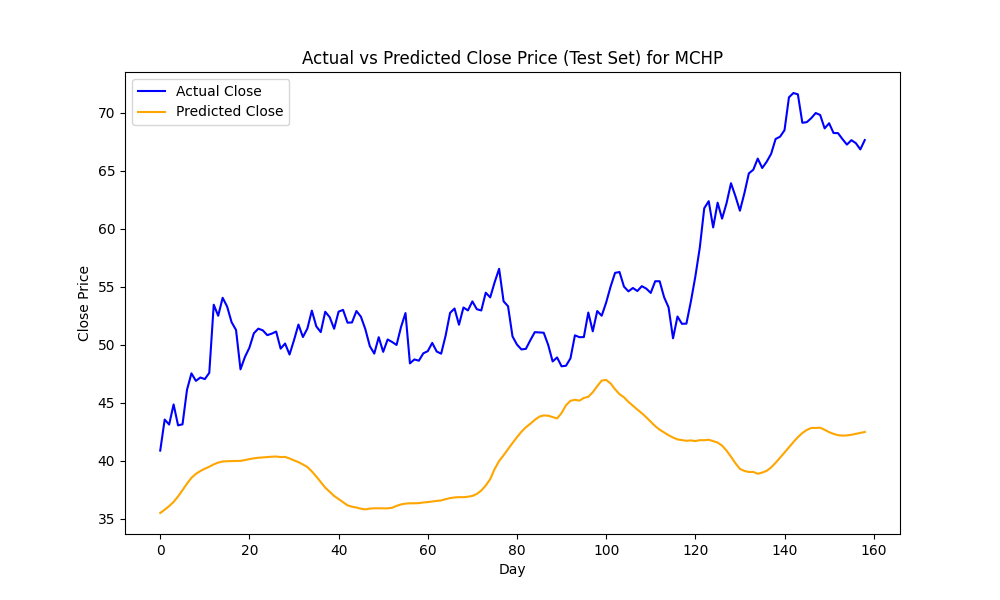 Actual vs Predicted Close Price (Test Set) for MCHP
Actual Close
Predicted Close
Close Price
70
65
60
55
50
45
40
35
0 20 40 60 80 100 120 140 160
Day